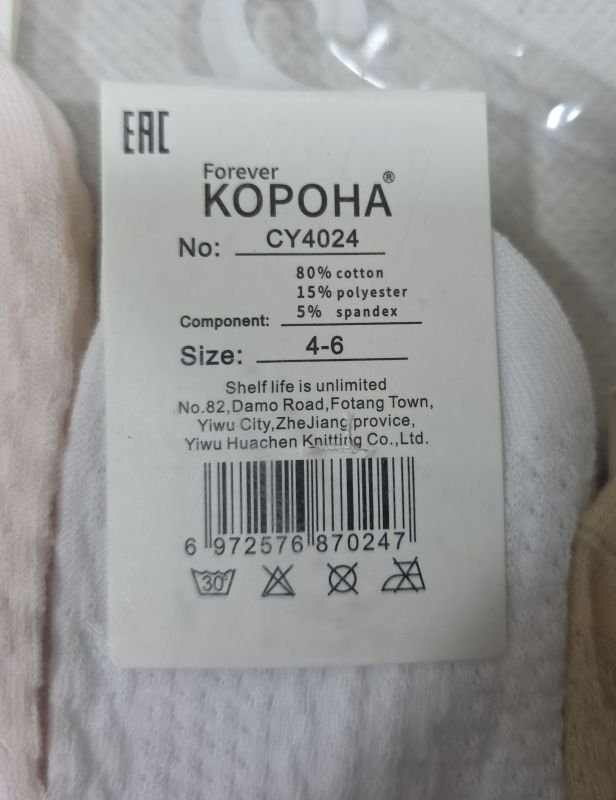 EAC
Forever
КОРОНА®
No: CY4024
80% cotton
15% polyester
Component: 5% spandex
Size: 4-6
Shelf life is unlimited
No.82,Damo Road,Fotang Town,
Yiwu City,ZheJiang provice,
Yiwu Huachen Knitting Co.,Ltd.
6 972576 870247
30°